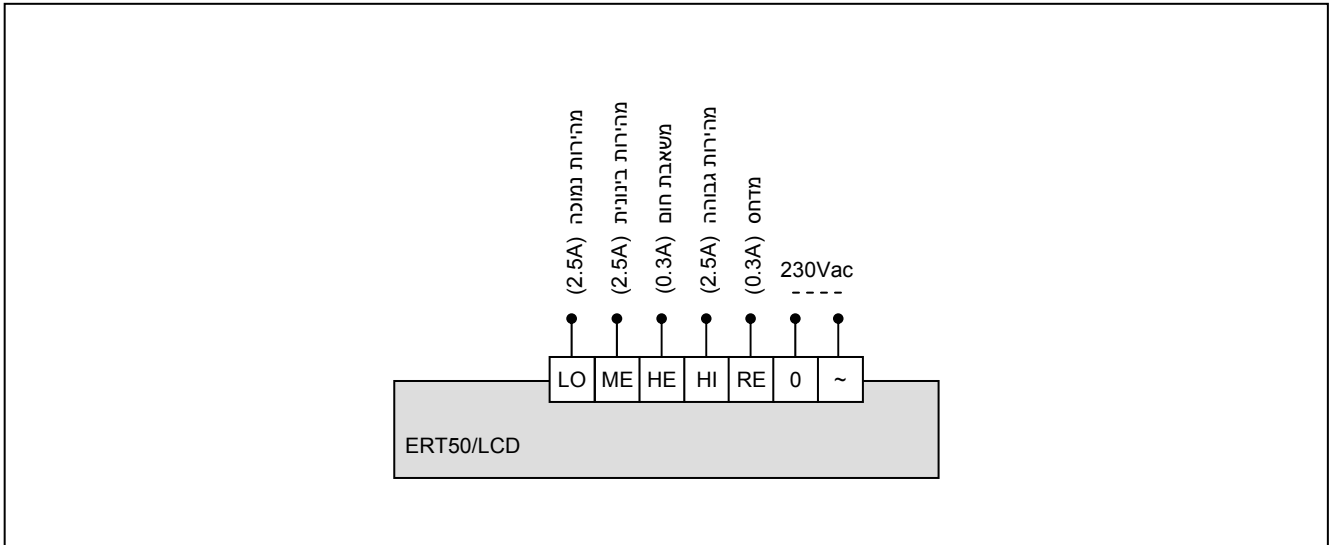 מהירות נמוכה (2.5A)
מהירות בינונית (2.5A)
משאבת חום (0.3A)
מהירות גבוהה (2.5A)
מדחס (0.3A)
230Vac
LO ME HE HI RE 0 ~
ERT50/LCD